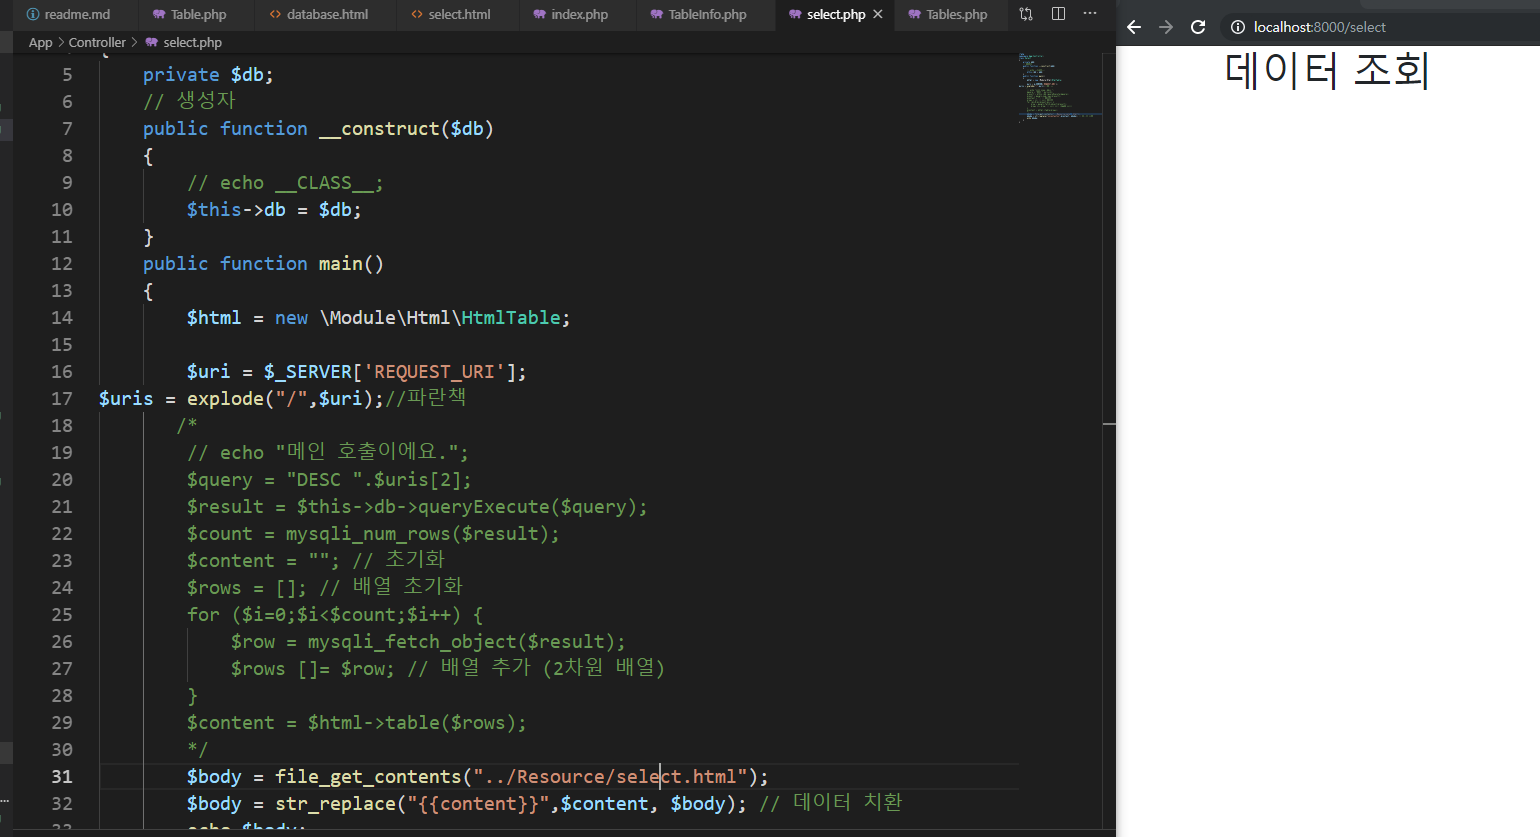 readme.md Table.php database.html select.html index.php TableInfo.php select.php Tables.php
App > Controller > select.php
{
5 private $db;
6 // 생성자
7 public function __construct($db)
8 {
9 // echo __CLASS__;
10 $this->db = $db;
11 }
12 public function main()
13 {
14 $html = new \Module\Html\HtmlTable;
15
16 $uri = $_SERVER['REQUEST_URI'];
17 $uris = explode("/",$uri);//파란책
18 /*
19 // echo "메인 호출이에요.";
20 $query = "DESC ".$uris[2];
21 $result = $this->db->queryExecute($query);
22 $count = mysqli_num_rows($result);
23 $content = ""; // 초기화
24 $rows = []; // 배열 초기화
25 for ($i=0;$i<$count;$i++) {
26 $row = mysqli_fetch_object($result);
27 $rows []= $row; // 배열 추가 (2차원 배열)
28 }
29 $content = $html->table($rows);
30 */
31 $body = file_get_contents("../Resource/select.html");
32 $body = str_replace("{{content}}",$content, $body); // 데이터 치환
33 echo $body;
localhost:8000/select
데이터 조회